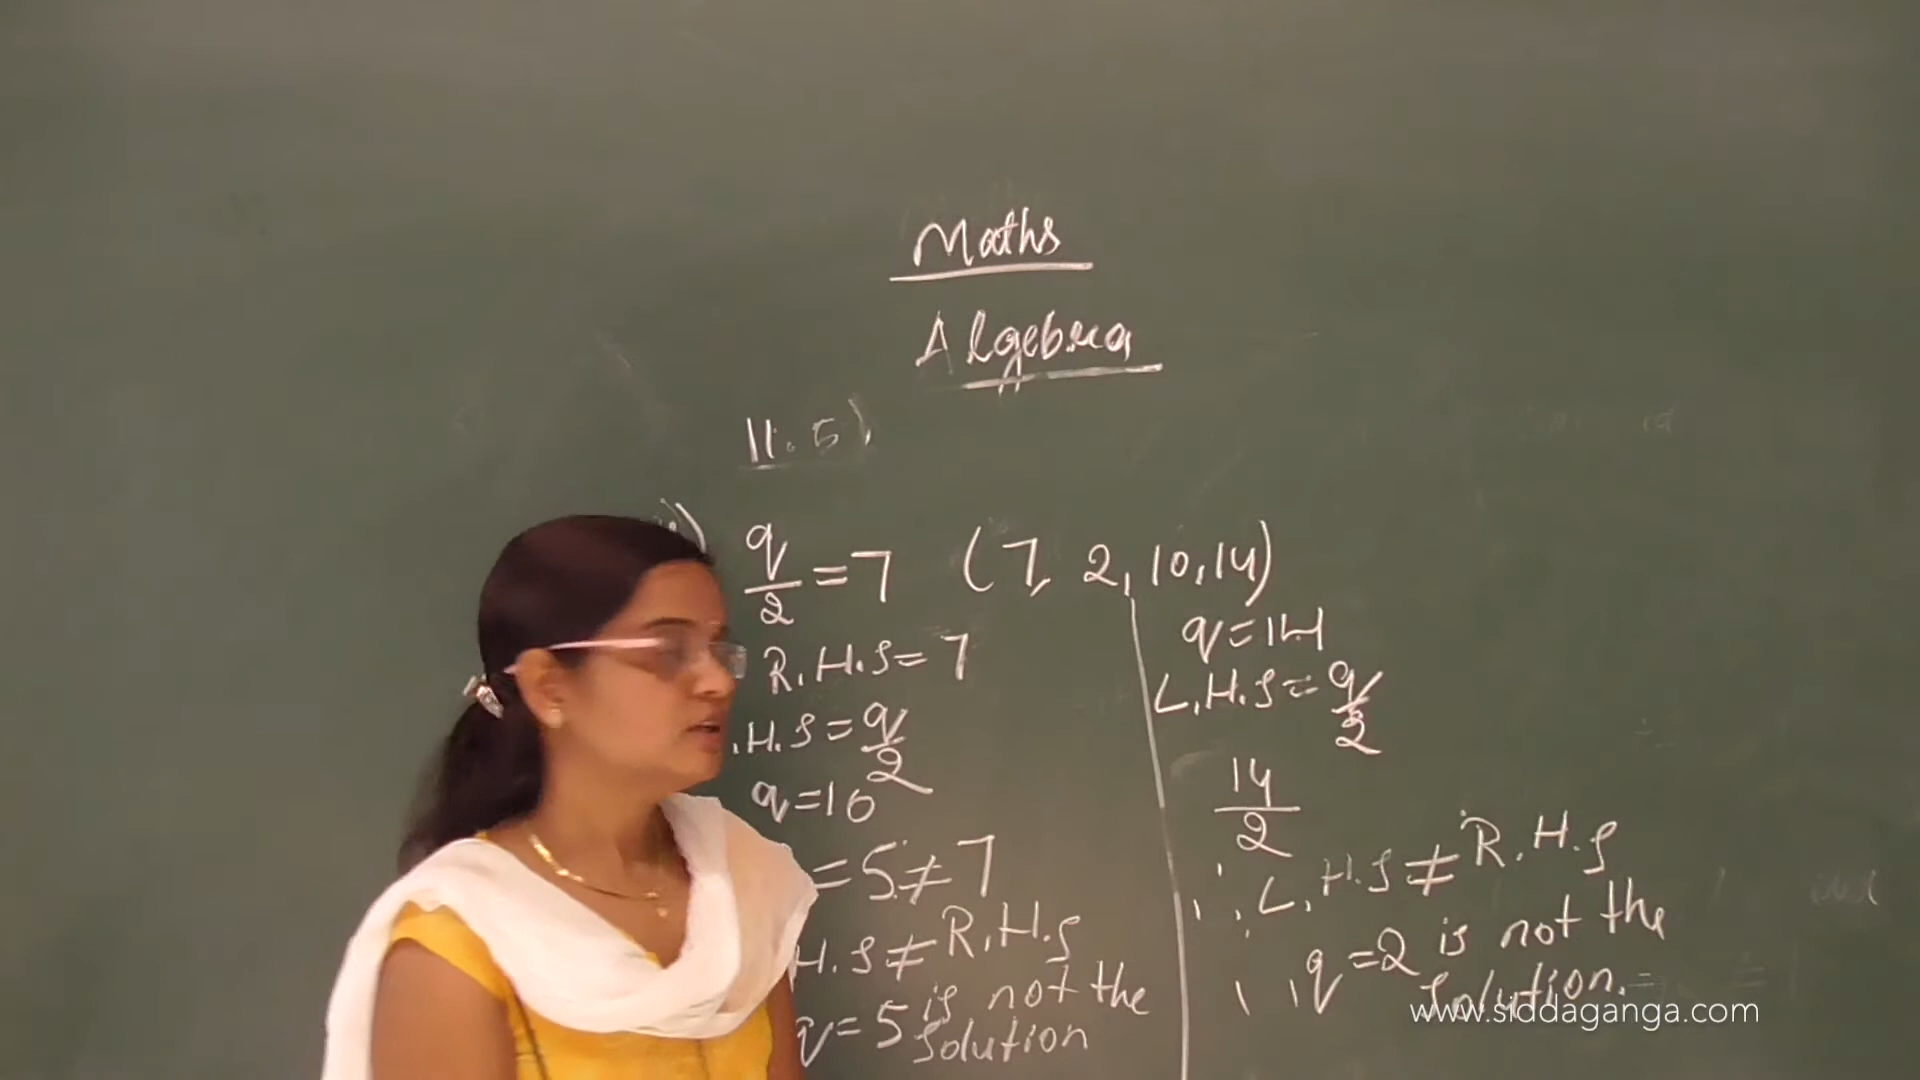 Maths
Algebra
11.5)
q/2 = 7 (7, 2, 10, 14)
R.H.S = 7
.H.S = q/2
q = 10
= 5 ≠ 7
H.S ≠ R.H.S
q = 5 is not the
solution
q = 14
L.H.S = q/2
14/2
∴ L.H.S ≠ R.H.S
∴ q = 2 is not the
solution.
www.siddaganga.com